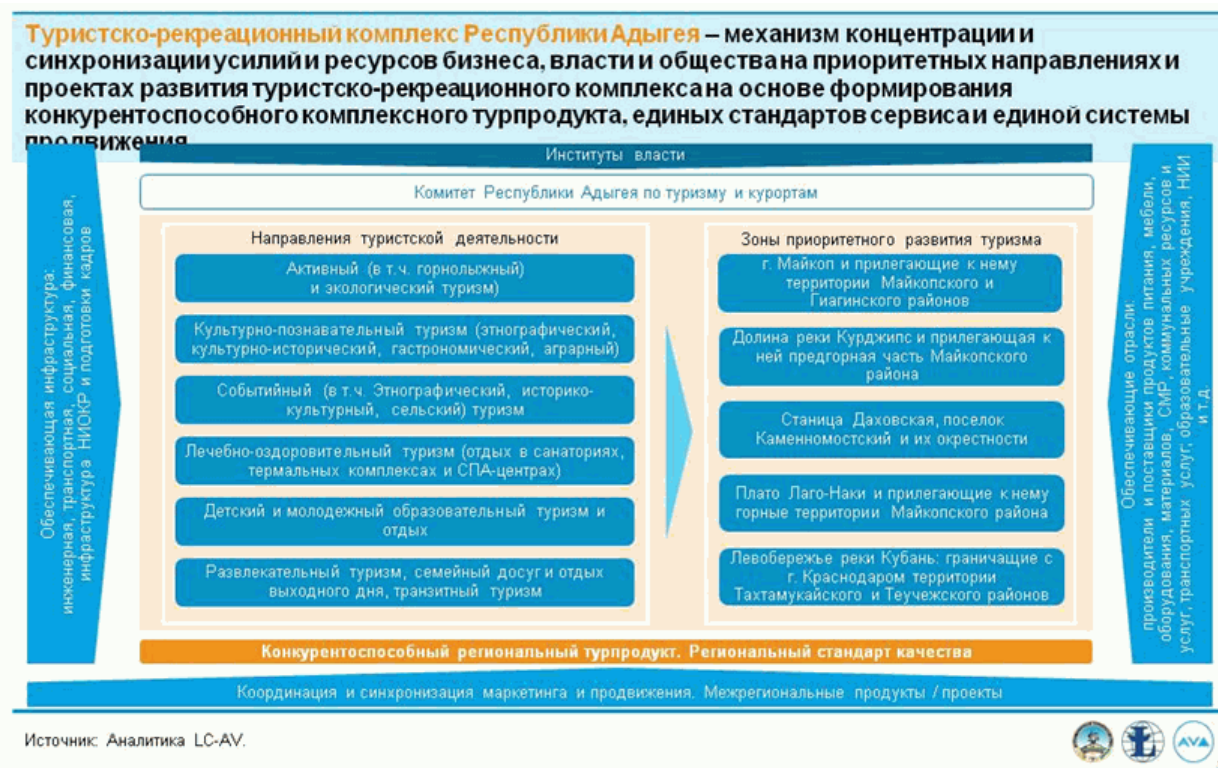 Туристско-рекреационный комплекс Республики Адыгея – механизм концентрации и
синхронизации усилий и ресурсов бизнеса, власти и общества на приоритетных направлениях и
проектах развития туристско-рекреационного комплекса на основе формирования
конкурентоспособного комплексного турпродукта, единых стандартов сервиса и единой системы
продвижения
Институты власти
Комитет Республики Адыгея по туризму и курортам
Обеспечивающая инфраструктура:
инженерная, транспортная, социальная, финансовая,
инфраструктура НИОКР и подготовки кадров
Направления туристской деятельности
Активный (в т.ч. горнолыжный)
и экологический туризм)
Культурно-познавательный туризм (этнографический,
культурно-исторический, гастрономический, аграрный)
Событийный (в т.ч. Этнографический, историко-
культурный, сельский) туризм
Лечебно-оздоровительный туризм (отдых в санаториях,
термальных комплексах и СПА-центрах)
Детский и молодежный образовательный туризм и
отдых
Развлекательный туризм, семейный досуг и отдых
выходного дня, транзитный туризм
Зоны приоритетного развития туризма
г. Майкоп и прилегающие к нему
территории Майкопского и
Гиагинского районов
Долина реки Курджипс и прилегающая к
ней предгорная часть Майкопского
района
Станица Даховская, поселок
Каменномостский и их окрестности
Плато Лаго-Наки и прилегающие к нему
горные территории Майкопского района
Левобережье реки Кубань: граничащие с
г. Краснодаром территории
Тахтамукайского и Теучежского районов
Обеспечивающие отрасли:
производители и поставщики продуктов питания, мебели,
оборудования, материалов, СМР, коммунальных ресурсов и
услуг, транспортных услуг, образовательные учреждения, НИИ
и т.д.
Конкурентоспособный региональный турпродукт. Региональный стандарт качества
Координация и синхронизация маркетинга и продвижения. Межрегиональные продукты / проекты
Источник: Аналитика LC-AV.
L
AVA